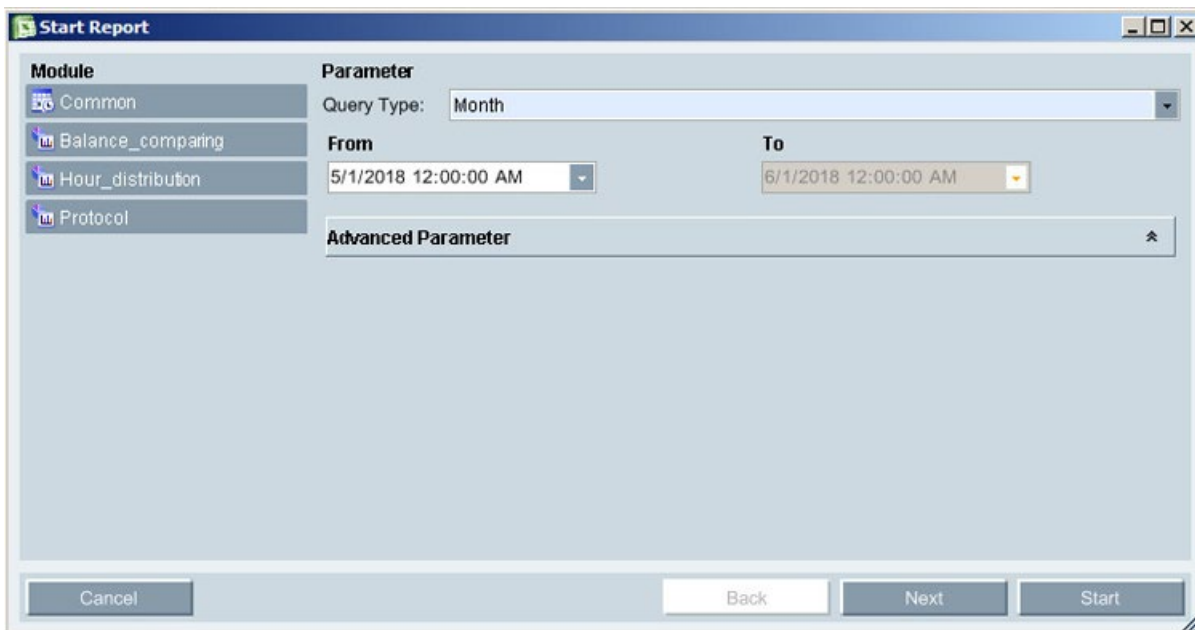 Start Report
Module
Parameter
Common
Query Type: Month
Balance_comparing
From To
Hour_distribution
5/1/2018 12:00:00 AM 6/1/2018 12:00:00 AM
Protocol
Advanced Parameter
Cancel Back Next Start